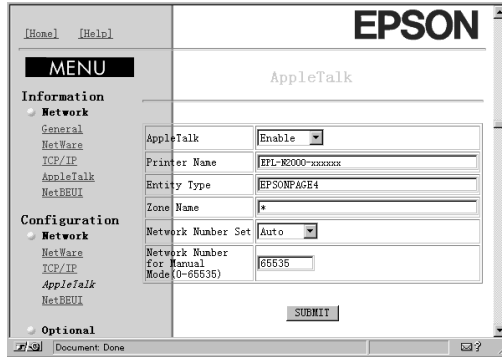 [Home] [Help]
EPSON
MENU
AppleTalk
Information
Network
General
NetWare
TCP/IP
AppleTalk
NetBEUI
Configuration
Network
NetWare
TCP/IP
AppleTalk
NetBEUI
Optional
AppleTalk Enable
Printer Name EPL-N2000-xxxxxx
Entity Type EPSONPAGE4
Zone Name *
Network Number Set Auto
Network Number
for Manual
Mode(0-65535) 65535
SUBMIT
Document: Done